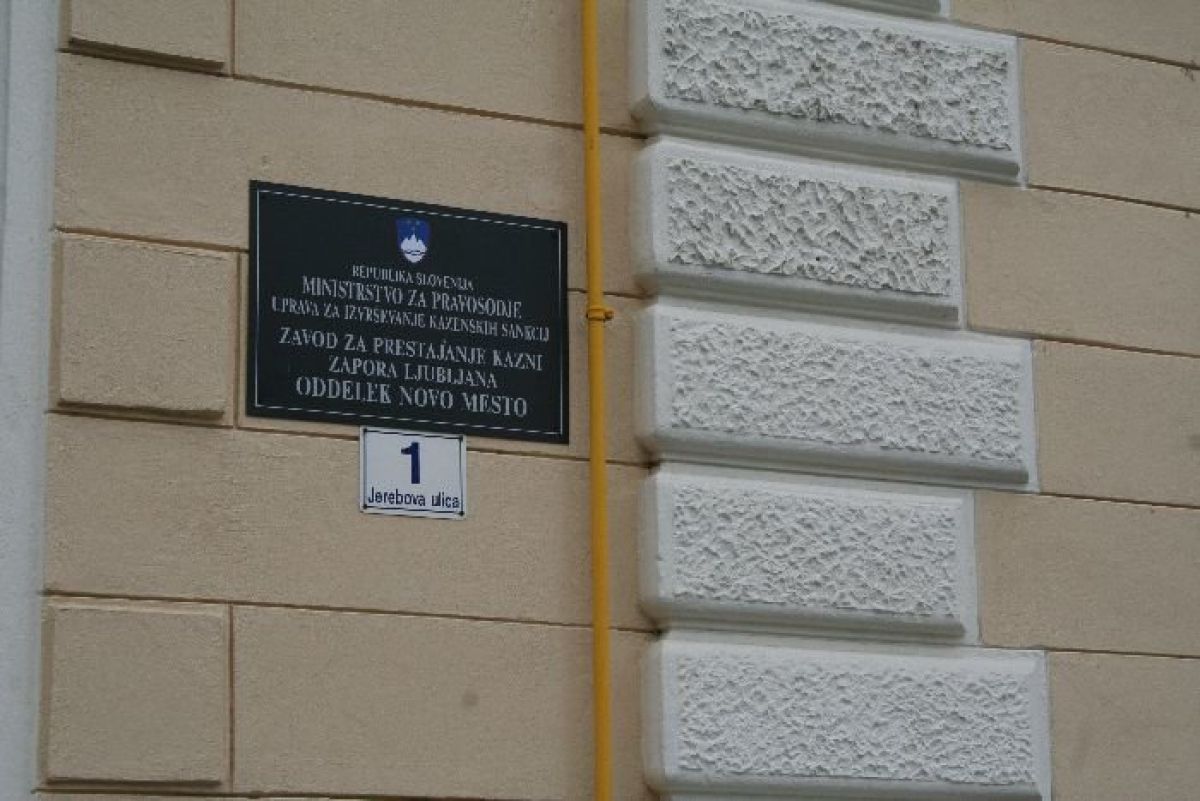 REPUBLIKA SLOVENIJA
MINISTRSTVO ZA PRAVOSODJE
UPRAVA ZA IZVRŠEVANJE KAZENSKIH SANKCIJ
ZAVOD ZA PRESTAJANJE KAZNI
ZAPORA LJUBLJANA
ODDELEK NOVO MESTO
1
Jerebova ulica